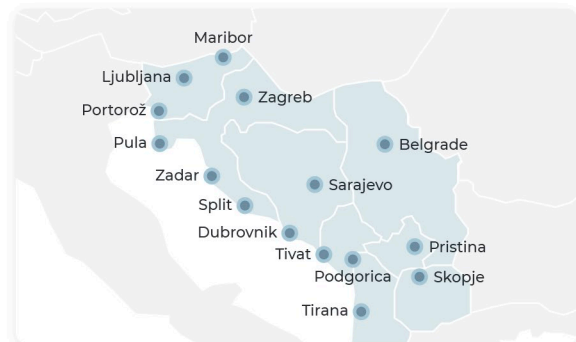 Maribor
Ljubljana
Zagreb
Portorož
Pula
Belgrade
Zadar
Sarajevo
Split
Dubrovnik
Pristina
Tivat
Podgorica
Skopje
Tirana